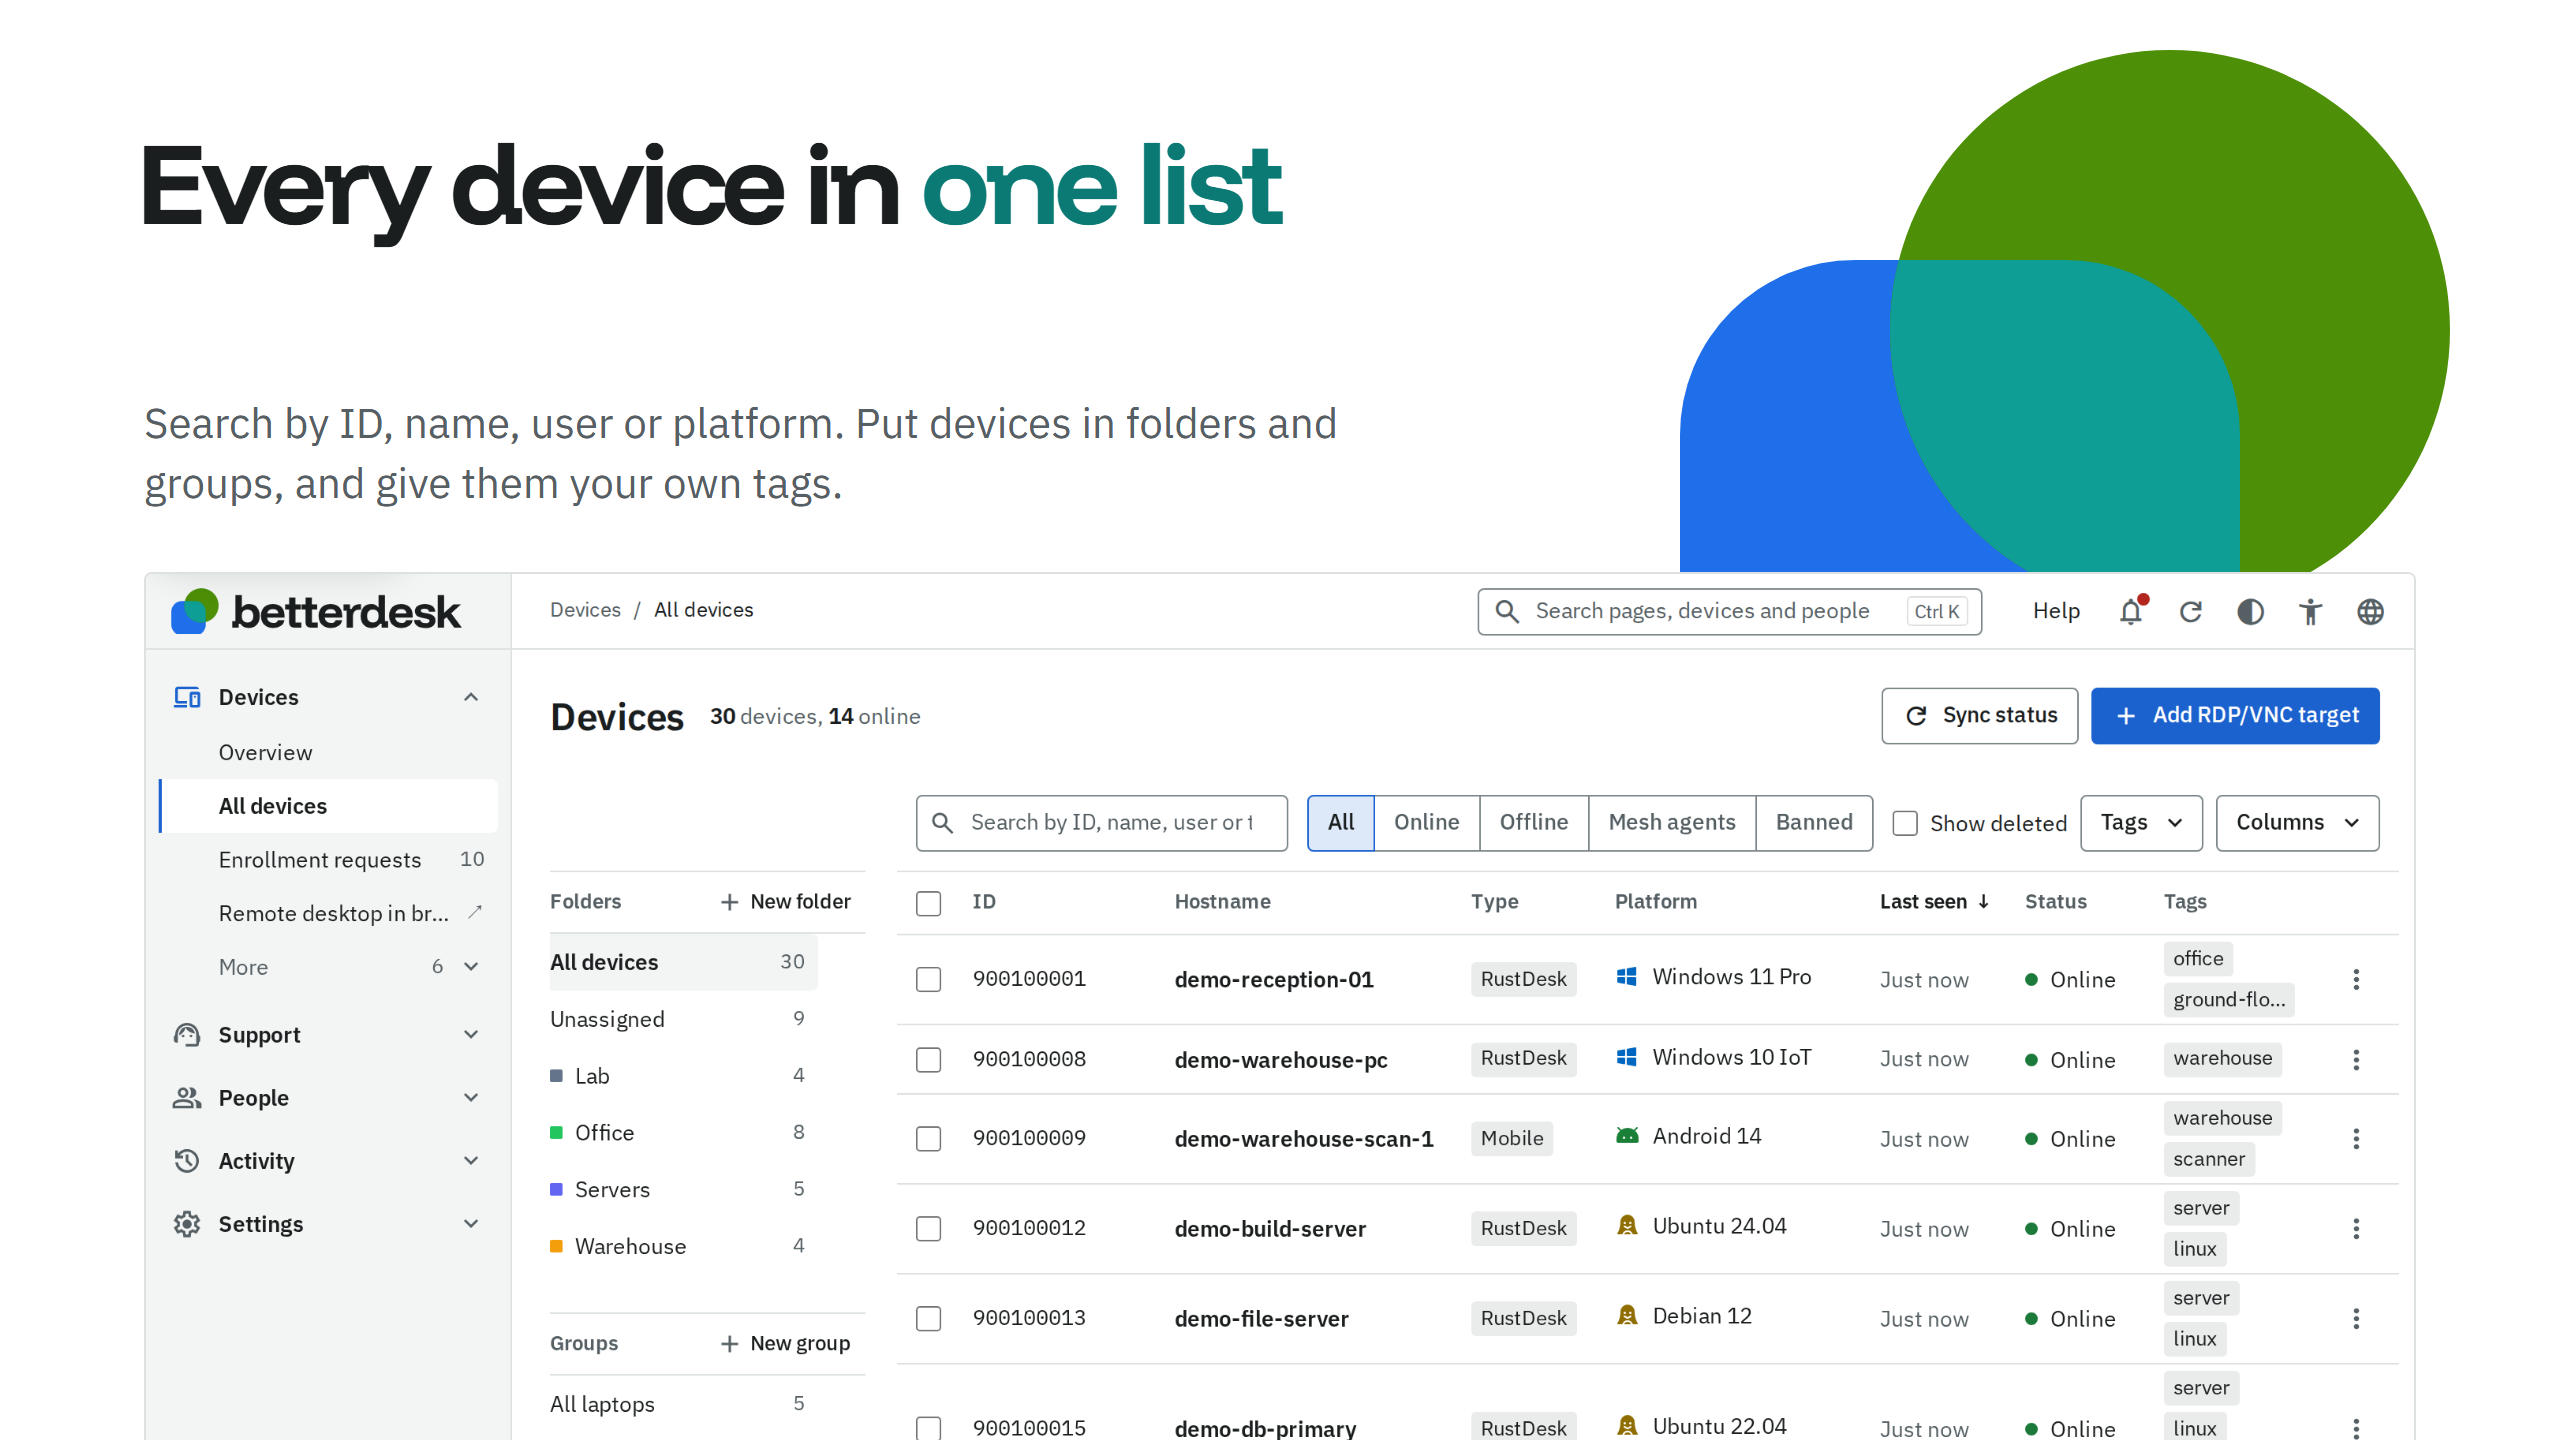 Every device in one list
Search by ID, name, user or platform. Put devices in folders and
groups, and give them your own tags.
betterdesk
Devices / All devices
Search pages, devices and people Ctrl K
Help
Devices
Overview
All devices
Enrollment requests 10
Remote desktop in br...
More 6
Support
People
Activity
Settings
Devices 30 devices, 14 online
Sync status
Add RDP/VNC target
Search by ID, name, user or t
All Online Offline Mesh agents Banned
Show deleted
Tags
Columns
Folders New folder
All devices 30
Unassigned 9
Lab 4
Office 8
Servers 5
Warehouse 4
Groups New group
All laptops 5
ID Hostname Type Platform Last seen ↓ Status Tags
900100001 demo-reception-01 RustDesk Windows 11 Pro Just now Online office
ground-flo...
900100008 demo-warehouse-pc RustDesk Windows 10 IoT Just now Online warehouse
900100009 demo-warehouse-scan-1 Mobile Android 14 Just now Online warehouse
scanner
900100012 demo-build-server RustDesk Ubuntu 24.04 Just now Online server
linux
900100013 demo-file-server RustDesk Debian 12 Just now Online server
linux
900100015 demo-db-primary RustDesk Ubuntu 22.04 Just now Online server
linux